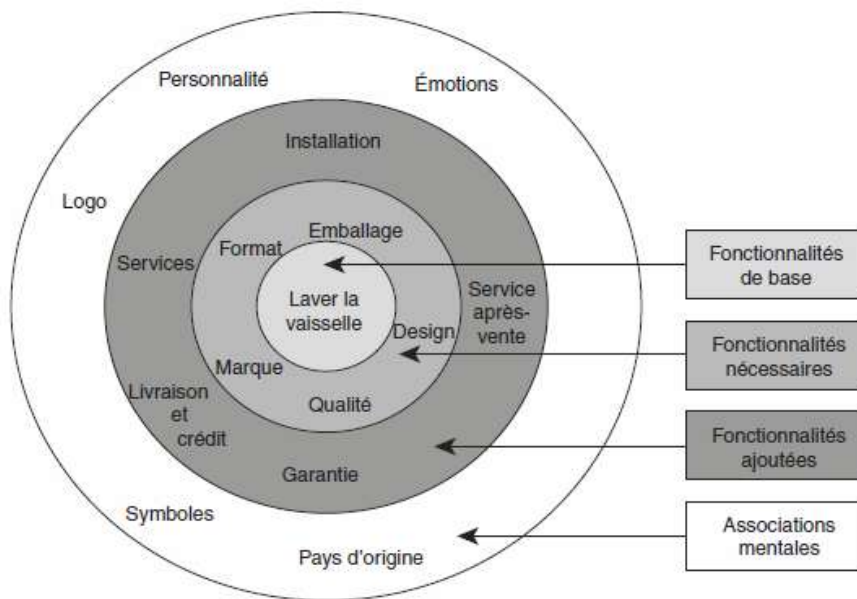 Personnalité
Émotions
Installation
Logo
Emballage
Format
Services
Laver la
vaisselle
Service
après-
vente
Design
Marque
Qualité
Livraison
et
crédit
Garantie
Symboles
Pays d'origine
Fonctionnalités
de base
Fonctionnalités
nécessaires
Fonctionnalités
ajoutées
Associations
mentales